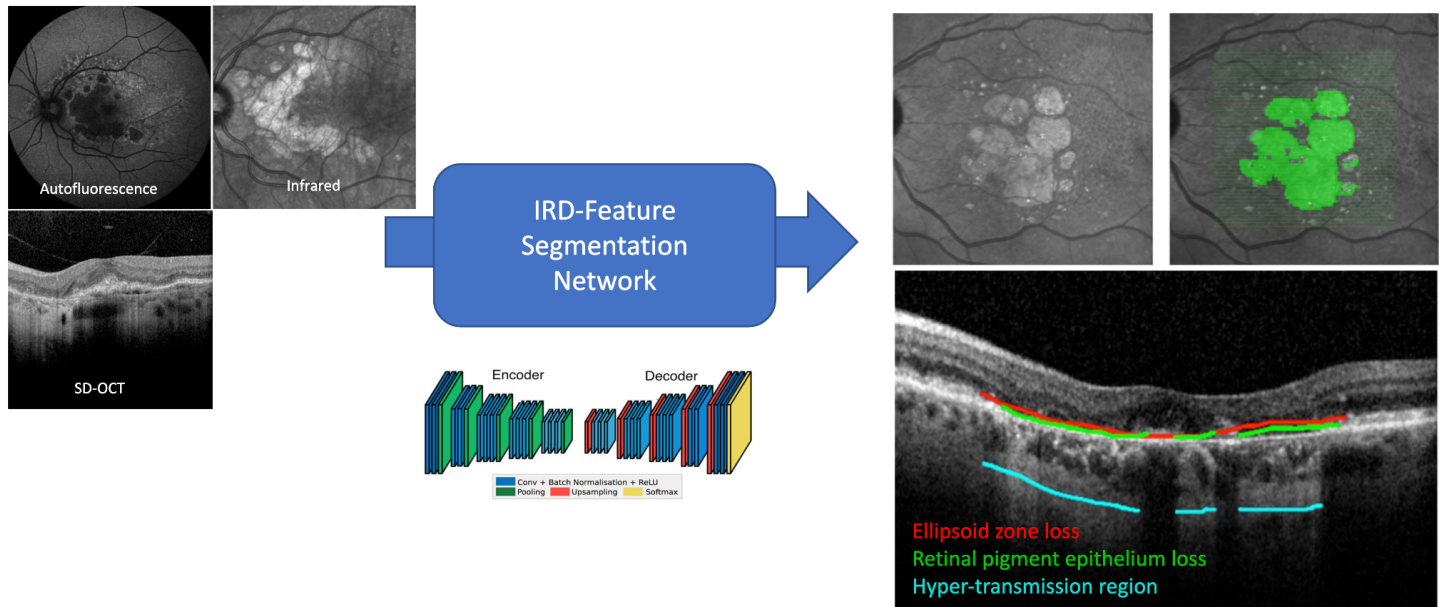 Autofluorescence
Infrared
SD-OCT
IRD-Feature
Segmentation
Network
Encoder
Decoder
Conv + Batch Normalisation + ReLU
Pooling
Upsampling
Softmax
Ellipsoid zone loss
Retinal pigment epithelium loss
Hyper-transmission region